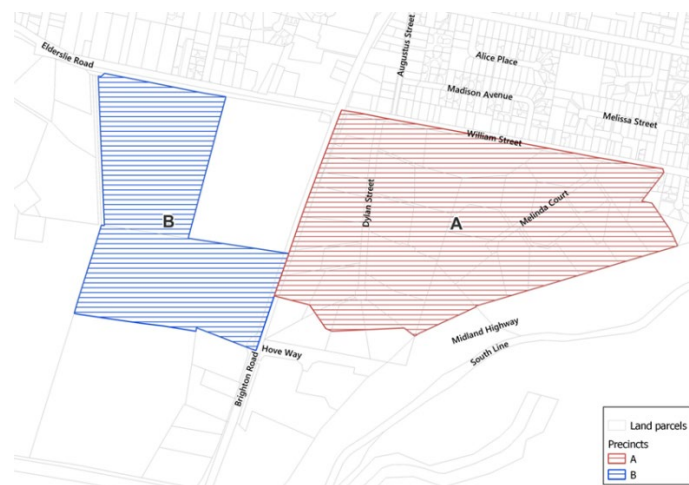 Elderslie Road
Augustus Street
Alice Place
Madison Avenue
Melissa Street
William Street
Dylan Street
Melinda Court
B
A
Midland Highway
South Line
Hove Way
Brighton Road
Land parcels
Precincts
A
B